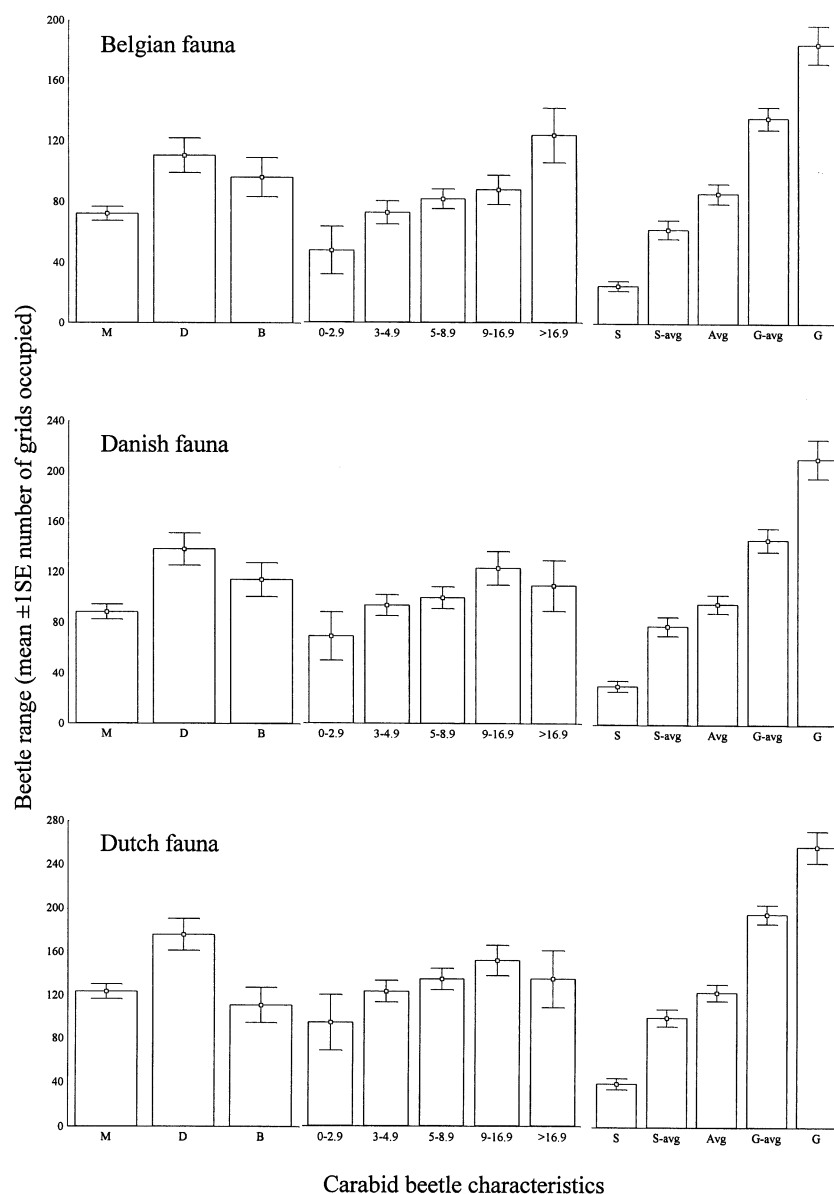 Beetle range (mean ±1SE number of grids occupied)
Belgian fauna
200
160
120
80
40
0
M D B 0-2.9 3-4.9 5-8.9 9-16.9 >16.9 S S-avg Avg G-avg G
Danish fauna
240
200
160
120
80
40
0
M D B 0-2.9 3-4.9 5-8.9 9-16.9 >16.9 S S-avg Avg G-avg G
Dutch fauna
280
240
200
160
120
80
40
0
M D B 0-2.9 3-4.9 5-8.9 9-16.9 >16.9 S S-avg Avg G-avg G
Carabid beetle characteristics